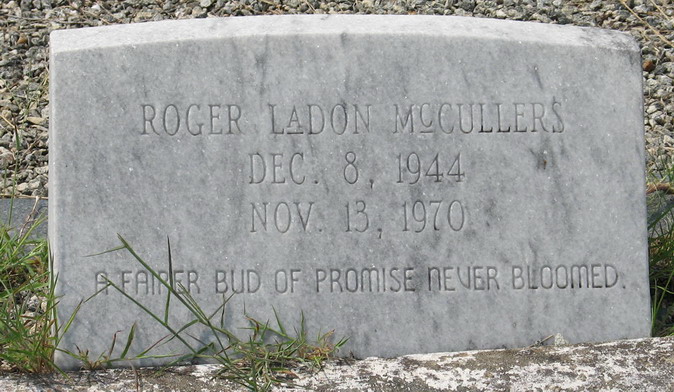 ROGER LaDON McCULLERS
DEC. 8, 1944
NOV. 13, 1970
A FAIRER BUD OF PROMISE NEVER BLOOMED.